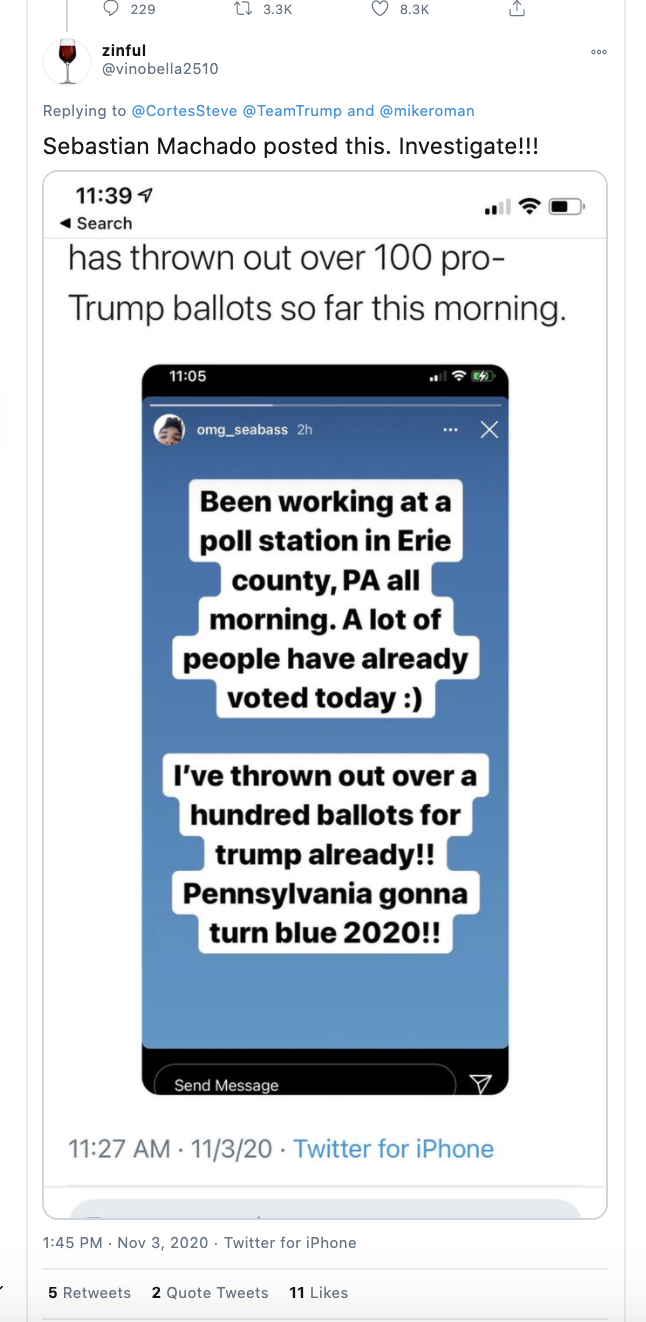 229 3.3K 8.3K
zinful
@vinobella2510
Replying to @CortesSteve @TeamTrump and @mikeroman
Sebastian Machado posted this. Investigate!!!
11:39
◀ Search
has thrown out over 100 pro-
Trump ballots so far this morning.
11:05
omg_seabass 2h
Been working at a
poll station in Erie
county, PA all
morning. A lot of
people have already
voted today :)
I've thrown out over a
hundred ballots for
trump already!!
Pennsylvania gonna
turn blue 2020!!
Send Message
11:27 AM · 11/3/20 · Twitter for iPhone
1:45 PM · Nov 3, 2020 · Twitter for iPhone
5 Retweets 2 Quote Tweets 11 Likes